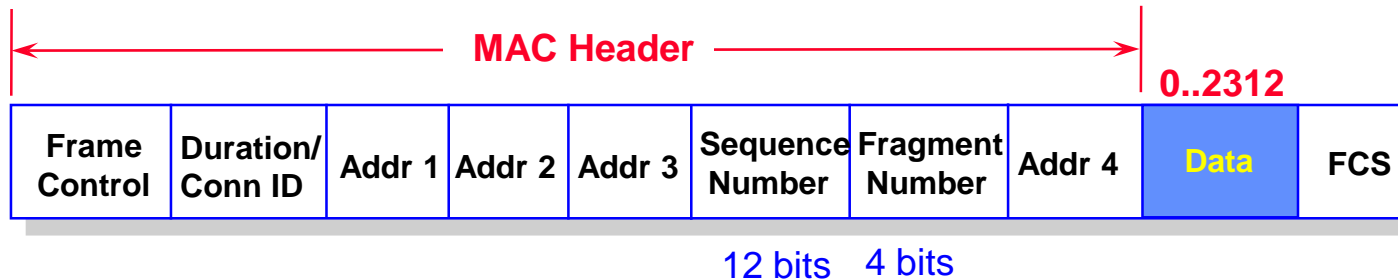 MAC Header
0..2312
Frame Control
Duration/ Conn ID
Addr 1
Addr 2
Addr 3
Sequence Number
Fragment Number
Addr 4
Data
FCS
12 bits
4 bits